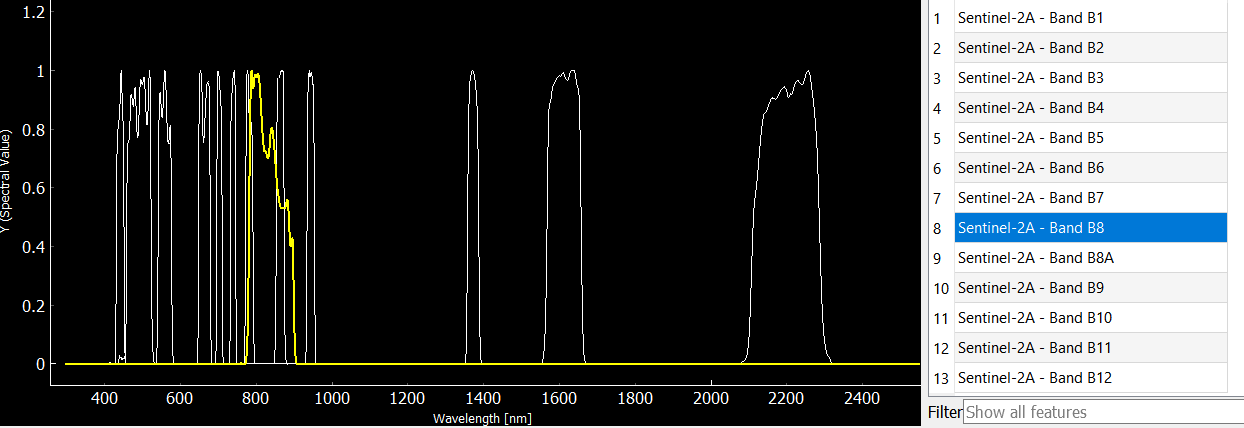 1.2
1
0.8
0.6
0.4
0.2
0
Y (Spectral Value)
400 600 800 1000 1200 1400 1600 1800 2000 2200 2400
Wavelength [nm]
1 Sentinel-2A - Band B1
2 Sentinel-2A - Band B2
3 Sentinel-2A - Band B3
4 Sentinel-2A - Band B4
5 Sentinel-2A - Band B5
6 Sentinel-2A - Band B6
7 Sentinel-2A - Band B7
8 Sentinel-2A - Band B8
9 Sentinel-2A - Band B8A
10 Sentinel-2A - Band B9
11 Sentinel-2A - Band B10
12 Sentinel-2A - Band B11
13 Sentinel-2A - Band B12
Filter Show all features